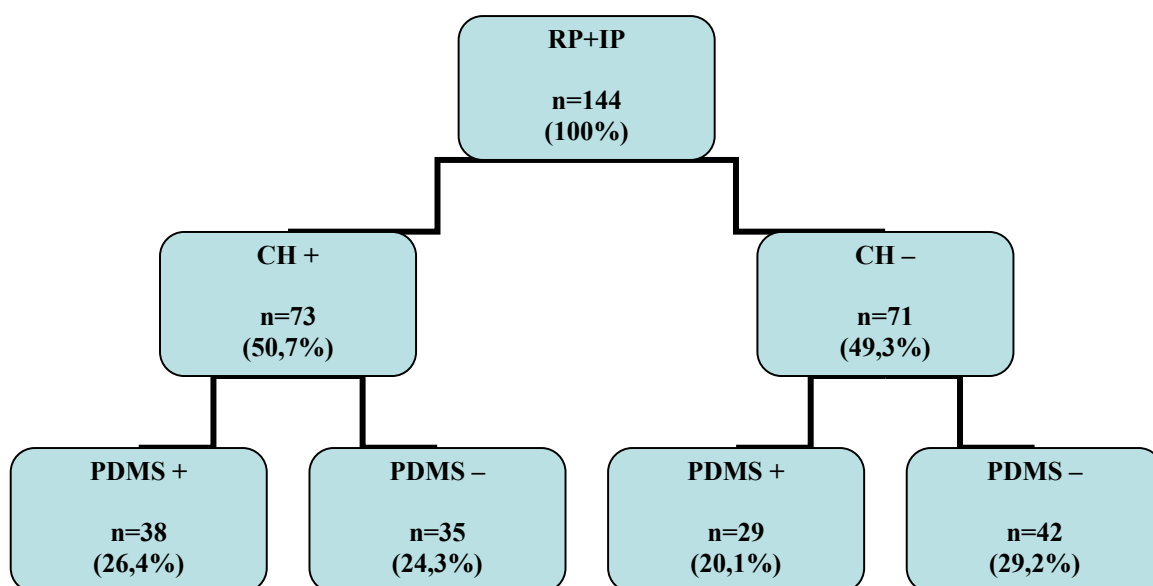 RP+IP
n=144
(100%)
CH +
n=73
(50,7%)
CH –
n=71
(49,3%)
PDMS +
n=38
(26,4%)
PDMS –
n=35
(24,3%)
PDMS +
n=29
(20,1%)
PDMS –
n=42
(29,2%)